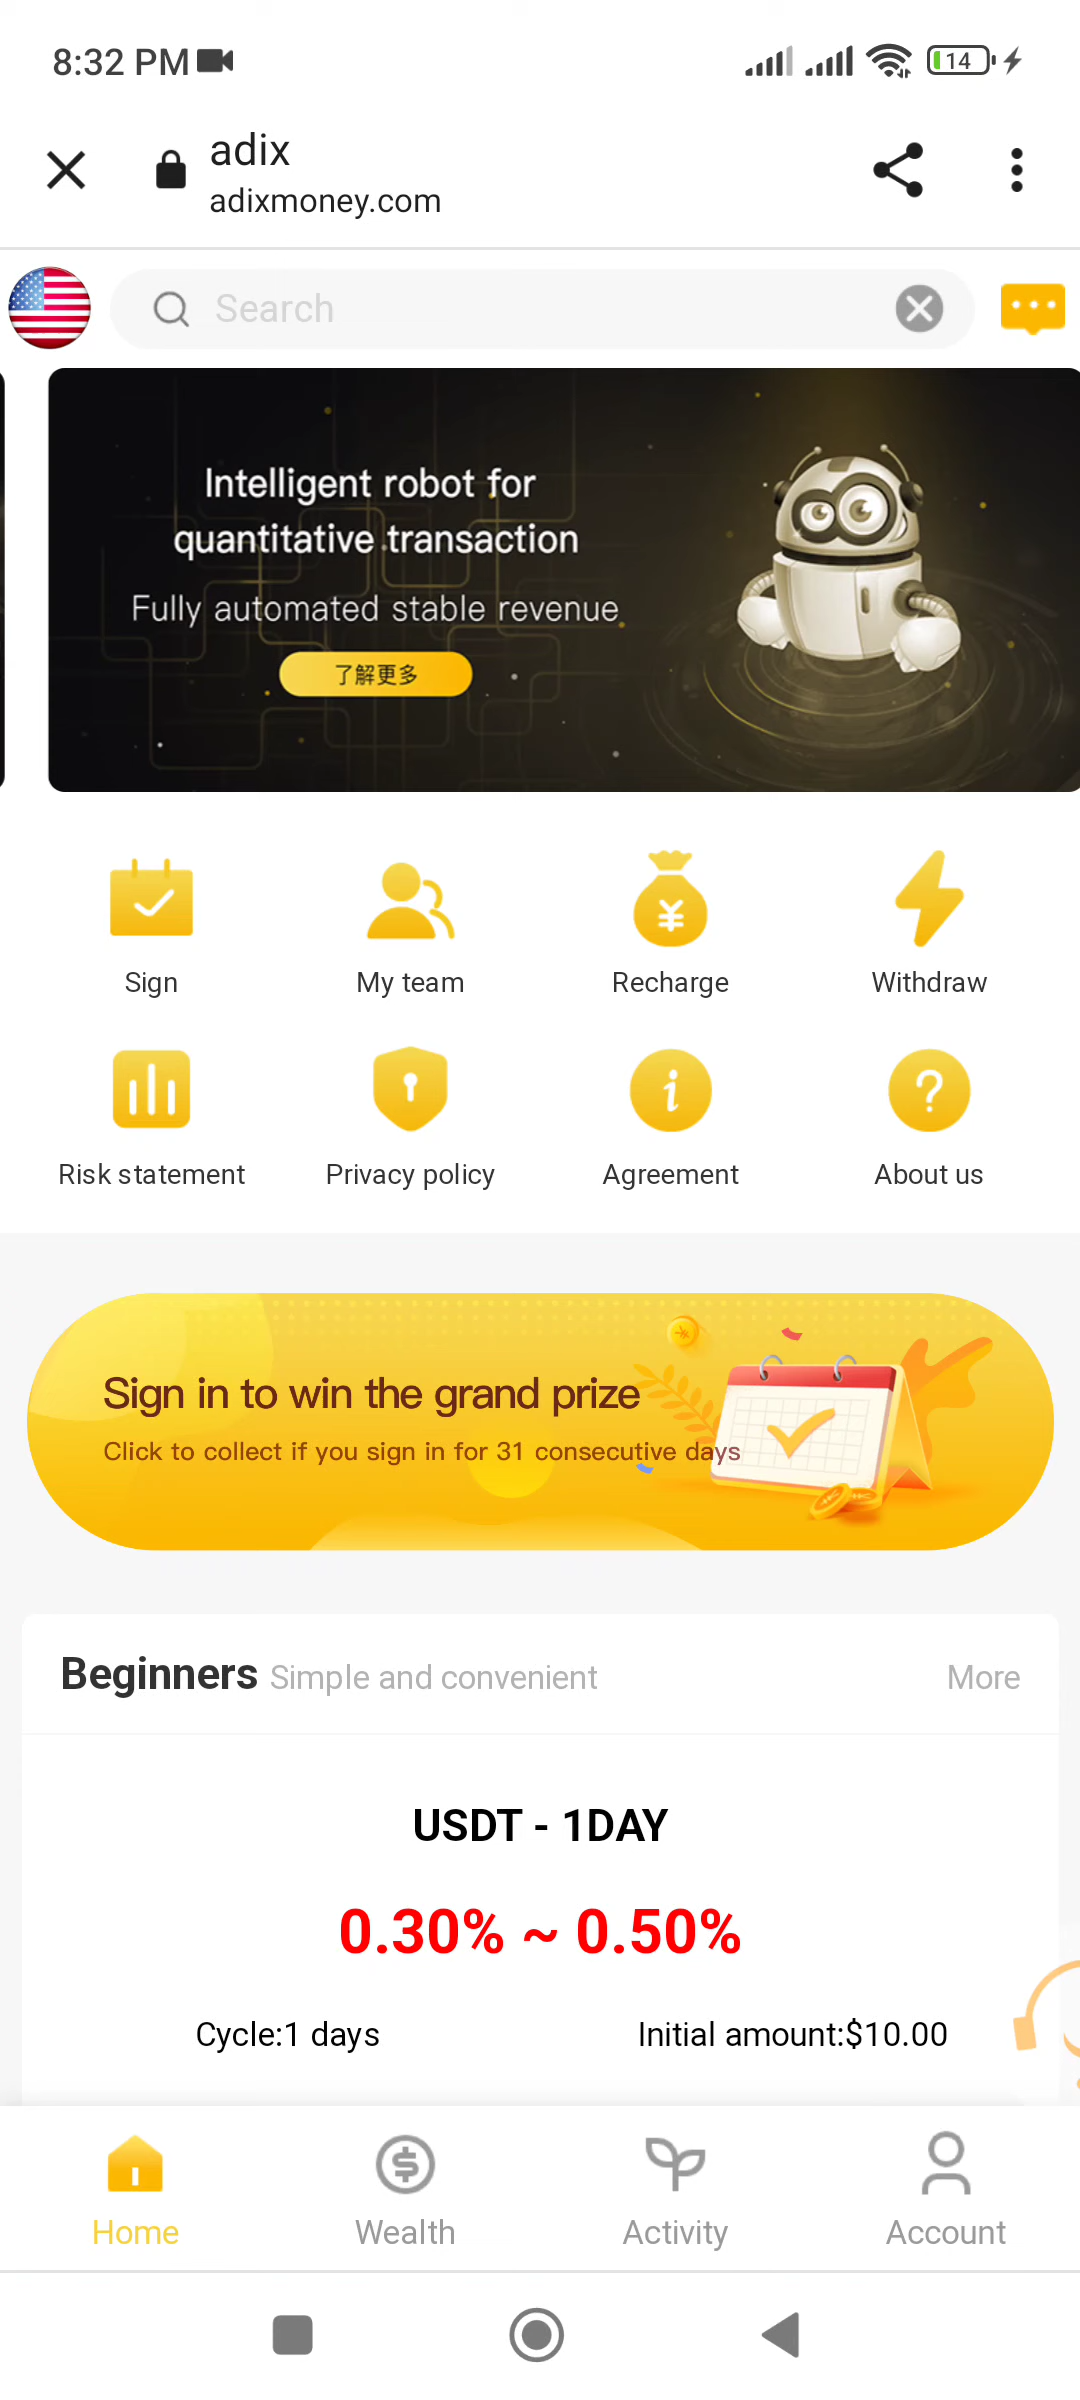 8:32 PM
14
adix
adixmoney.com
Search
Intelligent robot for
quantitative transaction
Fully automated stable revenue
了解更多
Sign
My team
Recharge
Withdraw
Risk statement
Privacy policy
Agreement
About us
Sign in to win the grand prize
Click to collect if you sign in for 31 consecutive days
Beginners Simple and convenient
More
USDT - 1DAY
0.30% ~ 0.50%
Cycle:1 days
Initial amount:$10.00
Home
Wealth
Activity
Account